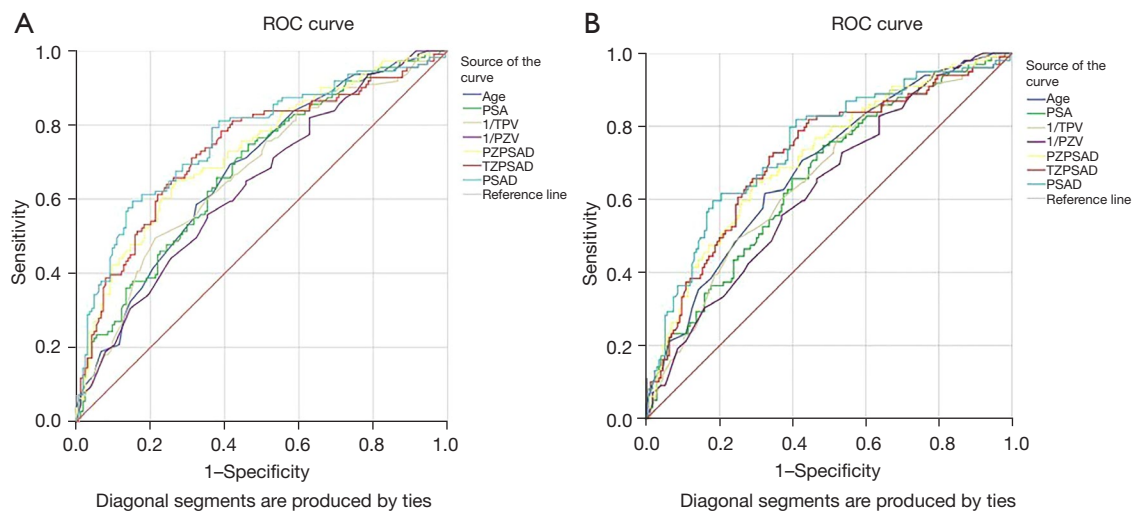 A
ROC curve
Sensitivity
1.0
0.8
0.6
0.4
0.2
0.0
0.0 0.2 0.4 0.6 0.8 1.0
1–Specificity
Diagonal segments are produced by ties
Source of the
curve
Age
PSA
1/TPV
1/PZV
PZPSAD
TZPSAD
PSAD
Reference line
B
ROC curve
Sensitivity
1.0
0.8
0.6
0.4
0.2
0.0
0.0 0.2 0.4 0.6 0.8 1.0
1–Specificity
Diagonal segments are produced by ties
Source of the
curve
Age
PSA
1/TPV
1/PZV
PZPSAD
TZPSAD
PSAD
Reference line